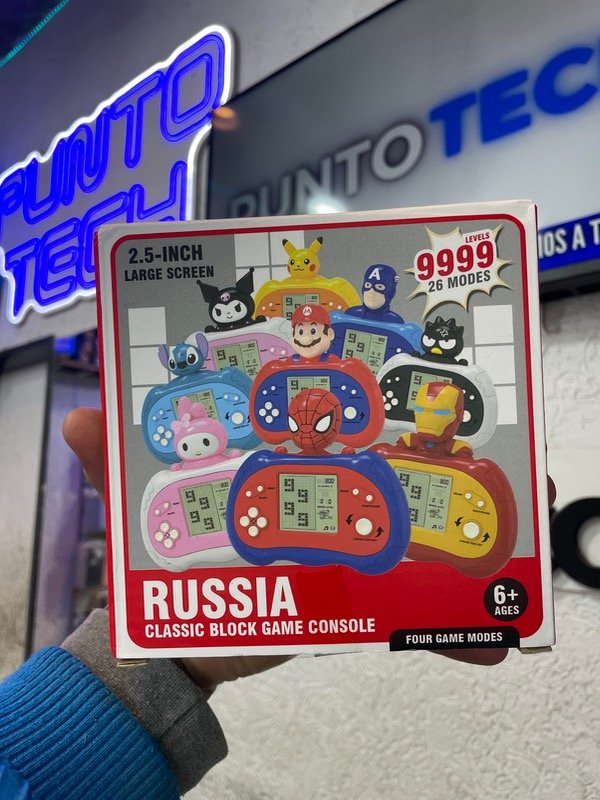 PUNTO
TECH
PUNTO TEC
OS A T
2.5-INCH
LARGE SCREEN
LEVELS
9999
26 MODES
A
M
RUSSIA
CLASSIC BLOCK GAME CONSOLE
6+
AGES
FOUR GAME MODES